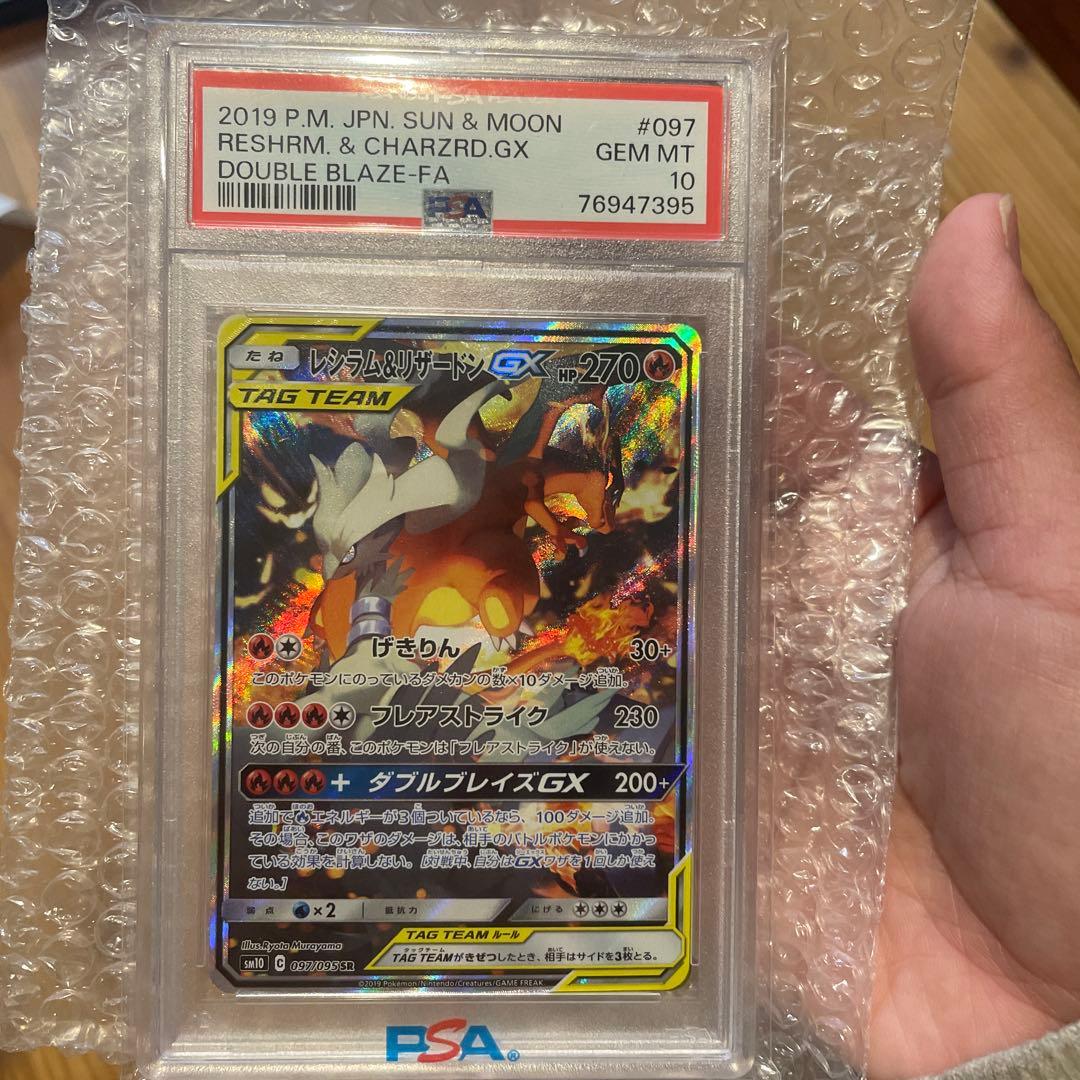 2019 P.M. JPN. SUN & MOON #097
RESHRM. & CHARZRD.GX GEM MT
DOUBLE BLAZE-FA 10
PSA 76947395
たね レシラム&リザードンGX HP270
TAG TEAM
げきりん 30+
このポケモンにのっているダメカンの数×10ダメージ追加。
フレアストライク 230
次の自分の番、このポケモンは「フレアストライク」が使えない。
+ ダブルブレイズGX 200+
追加でエネルギーが3個ついているなら、100ダメージ追加。
その場合、このワザのダメージは、相手のバトルポケモンにかかっ
ている効果を計算しない。[対戦中、自分はGXワザを1回しか使え
ない。]
弱点 ×2 抵抗力 にげる
Illus.Ryota Murayama
TAG TEAM ルール
TAG TEAMがきぜつしたとき、相手はサイドを3枚とる。
sm10 C 097/095 SR
©2019 Pokémon/Nintendo/Creatures/GAME FREAK.
PSA®